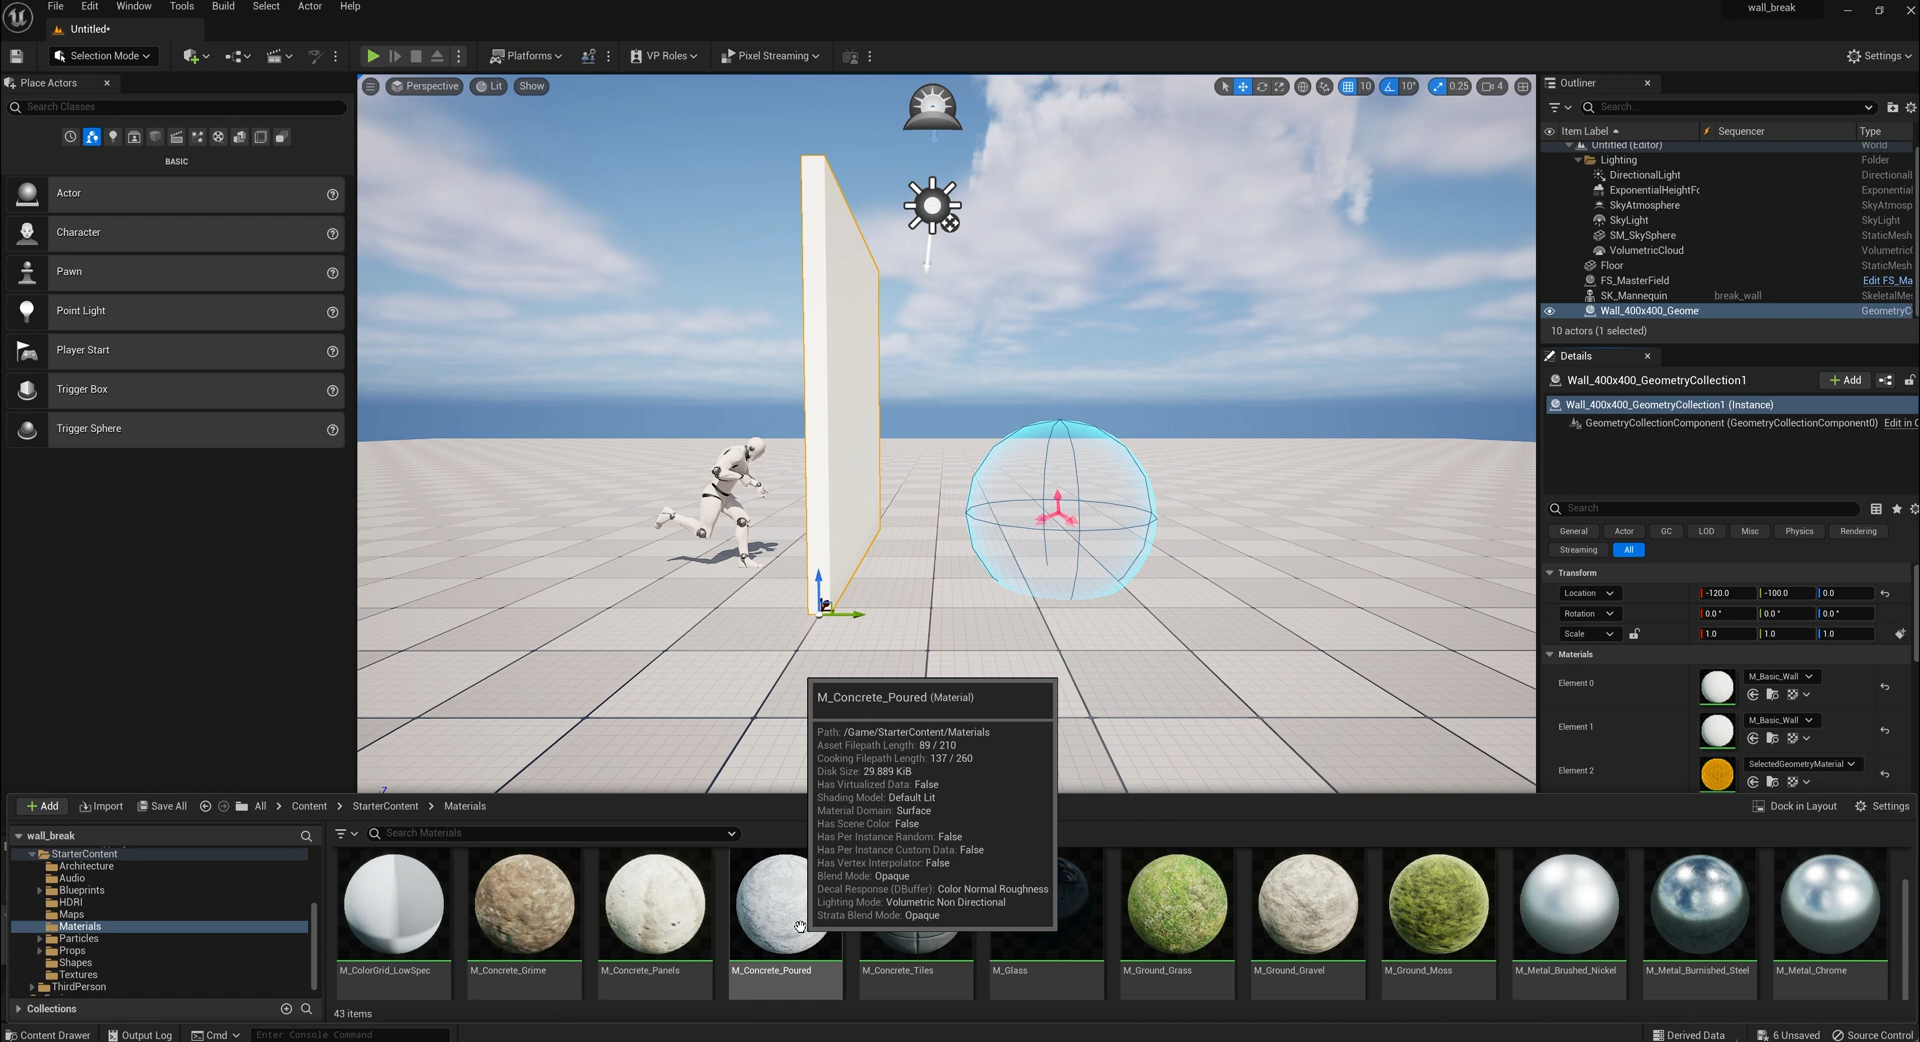 File Edit Window Tools Build Select Actor Help
wall_break
Untitled*
Selection Mode
Platforms
VP Roles
Pixel Streaming
Settings
Place Actors
Search Classes
BASIC
Actor
Character
Pawn
Point Light
Player Start
Trigger Box
Trigger Sphere
Perspective Lit Show
10 10° 0.25 4
Outliner
Search...
Item Label Sequencer Type
Untitled (Editor) World
Lighting Folder
DirectionalLight Directional
ExponentialHeightFo Exponential
SkyAtmosphere SkyAtmosp
SkyLight SkyLight
SM_SkySphere StaticMesh
VolumetricCloud Volumetric
Floor StaticMesh
FS_MasterField Edit FS_Ma
SK_Mannequin break_wall SkeletalMe
Wall_400x400_Geome GeometryC
10 actors (1 selected)
Details
Wall_400x400_GeometryCollection1
Add
Wall_400x400_GeometryCollection1 (Instance)
GeometryCollectionComponent (GeometryCollectionComponent0) Edit in C
Search
General Actor GC LOD Misc Physics Rendering
Streaming All
Transform
Location -120.0 -100.0 0.0
Rotation 0.0° 0.0° 0.0°
Scale 1.0 1.0 1.0
Materials
Element 0 M_Basic_Wall
Element 1 M_Basic_Wall
Element 2 SelectedGeometryMaterial
M_Concrete_Poured (Material)
Path: /Game/StarterContent/Materials
Asset Filepath Length: 89 / 210
Cooking Filepath Length: 137 / 260
Disk Size: 29.889 KiB
Has Virtualized Data: False
Shading Model: Default Lit
Material Domain: Surface
Has Scene Color: False
Has Per Instance Random: False
Has Per Instance Custom Data: False
Has Vertex Interpolator: False
Blend Mode: Opaque
Decal Response (DBuffer): Color Normal Roughness
Lighting Mode: Volumetric Non Directional
Strata Blend Mode: Opaque
Add Import Save All All Content StarterContent Materials
Dock in Layout Settings
wall_break
StarterContent
Architecture
Audio
Blueprints
HDRI
Maps
Materials
Particles
Props
Shapes
Textures
ThirdPerson
Collections
Search Materials
M_ColorGrid_LowSpec
M_Concrete_Grime
M_Concrete_Panels
M_Concrete_Poured
M_Concrete_Tiles
M_Glass
M_Ground_Grass
M_Ground_Gravel
M_Ground_Moss
M_Metal_Brushed_Nickel
M_Metal_Burnished_Steel
M_Metal_Chrome
43 items
Content Drawer Output Log Cmd Enter Console Command
Derived Data 6 Unsaved Source Control